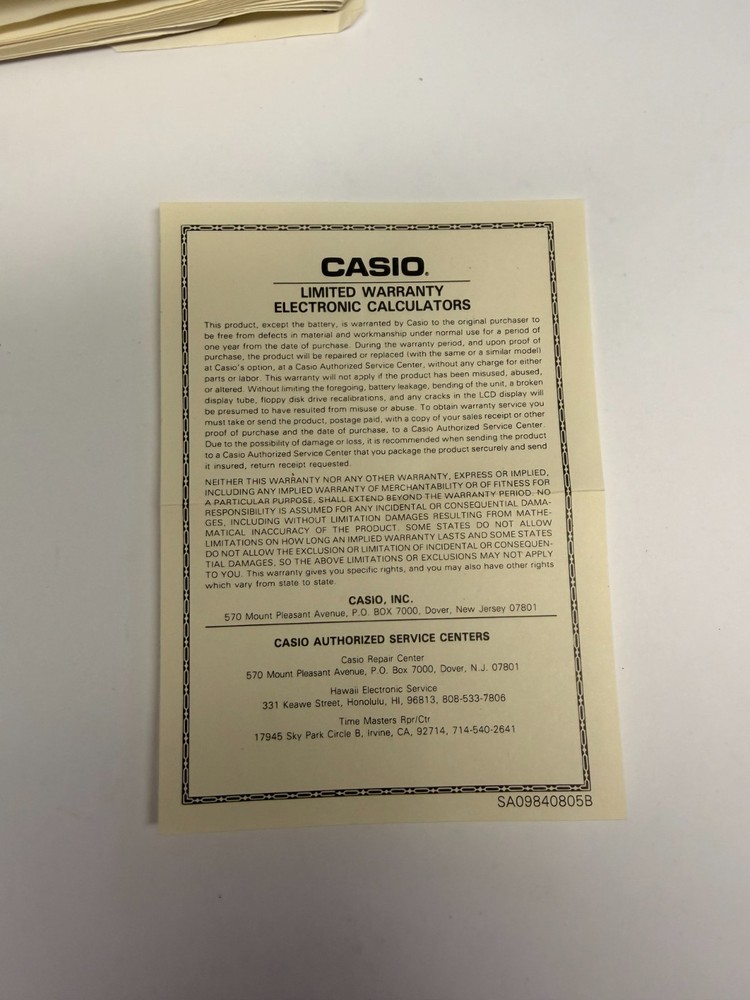 CASIO.
LIMITED WARRANTY
ELECTRONIC CALCULATORS
This product, except the battery, is warranted by Casio to the original purchaser to
be free from defects in material and workmanship under normal use for a period of
one year from the date of purchase. During the warranty period, and upon proof of
purchase, the product will be repaired or replaced (with the same or a similar model)
at Casio's option, at a Casio Authorized Service Center, without any charge for either
parts or labor. This warranty will not apply if the product has been misused, abused,
or altered. Without limiting the foregoing, battery leakage, bending of the unit, a broken
display tube, floppy disk drive recalibrations, and any cracks in the LCD display will
be presumed to have resulted from misuse or abuse. To obtain warranty service you
must take or send the product, postage paid, with a copy of your sales receipt or other
proof of purchase and the date of purchase, to a Casio Authorized Service Center.
Due to the possibility of damage or loss, it is recommended when sending the product
to a Casio Authorized Service Center that you package the product sercurely and send
it insured, return receipt requested.
NEITHER THIS WARRANTY NOR ANY OTHER WARRANTY, EXPRESS OR IMPLIED,
INCLUDING ANY IMPLIED WARRANTY OF MERCHANTABILITY OR OF FITNESS FOR
A PARTICULAR PURPOSE, SHALL EXTEND BEYOND THE WARRANTY PERIOD. NO
RESPONSIBILITY IS ASSUMED FOR ANY INCIDENTAL OR CONSEQUENTIAL DAMA-
GES, INCLUDING WITHOUT LIMITATION DAMAGES RESULTING FROM MATHE-
MATICAL INACCURACY OF THE PRODUCT. SOME STATES DO NOT ALLOW
LIMITATIONS ON HOW LONG AN IMPLIED WARRANTY LASTS AND SOME STATES
DO NOT ALLOW THE EXCLUSION OR LIMITATION OF INCIDENTAL OR CONSEQUEN-
TIAL DAMAGES, SO THE ABOVE LIMITATIONS OR EXCLUSIONS MAY NOT APPLY
TO YOU. This warranty gives you specific rights, and you may also have other rights
which vary from state to state.
CASIO, INC.
570 Mount Pleasant Avenue, P.O. BOX 7000, Dover, New Jersey 07801
CASIO AUTHORIZED SERVICE CENTERS
Casio Repair Center
570 Mount Pleasant Avenue, P.O. Box 7000, Dover, N.J. 07801
Hawaii Electronic Service
331 Keawe Street, Honolulu, HI, 96813, 808-533-7806
Time Masters Rpr/Ctr
17945 Sky Park Circle B, Irvine, CA, 92714, 714-540-2641
SA09840805B